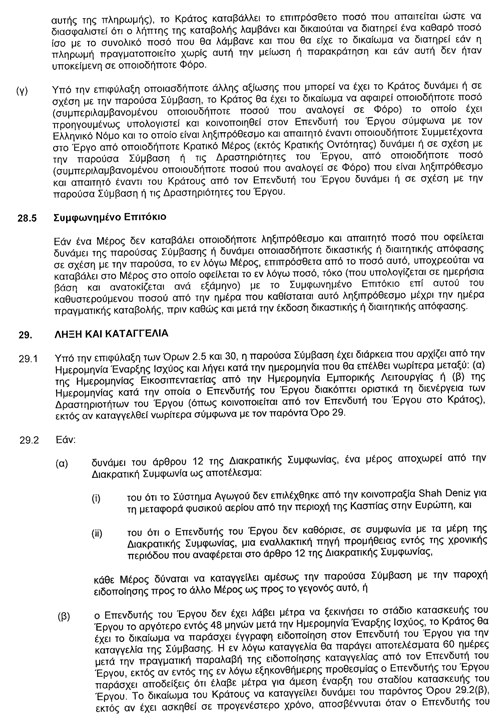 αυτής της πληρωμής), το Κράτος καταβάλλει το επιπρόσθετο ποσό που απαιτείται ώστε να
διασφαλιστεί ότι ο λήπτης της καταβολής λαμβάνει και δικαιούται να διατηρεί ένα καθαρό ποσό
ίσο με το συνολικό ποσό που θα λάμβανε και που θα είχε το δικαίωμα να διατηρεί εάν η
πληρωμή πραγματοποιείτο χωρίς αυτή την μείωση ή παρακράτηση και εάν αυτή δεν ήταν
υποκείμενη σε οποιοδήποτε Φόρο.
(γ) Υπό την επιφύλαξη οποιασδήποτε άλλης αξίωσης που μπορεί να έχει το Κράτος δυνάμει ή σε
σχέση με την παρούσα Σύμβαση, το Κράτος θα έχει το δικαίωμα να αφαιρεί οποιοδήποτε ποσό
(συμπεριλαμβανομένου οποιουδήποτε ποσού που αναλογεί σε Φόρο) το οποίο έχει
προηγουμένως υπολογιστεί και κοινοποιηθεί στον Επενδυτή του Έργου σύμφωνα με τον
Ελληνικό Νόμο και το οποίο είναι ληξιπρόθεσμο και απαιτητό έναντι οποιουδήποτε Συμμετέχοντα
στο Έργο από οποιοδήποτε Κρατικό Μέρος (εκτός Κρατικής Οντότητας) δυνάμει ή σε σχέση με
την παρούσα Σύμβαση ή τις Δραστηριότητες του Έργου, από οποιοδήποτε ποσό
(συμπεριλαμβανομένου οποιουδήποτε ποσού που αναλογεί σε Φόρο) που είναι ληξιπρόθεσμο
και απαιτητό έναντι του Κράτους από τον Επενδυτή του Έργου δυνάμει ή σε σχέση με την
παρούσα Σύμβαση ή τις Δραστηριότητες του Έργου.
28.5 Συμφωνημένο Επιτόκιο
Εάν ένα Μέρος δεν καταβάλει οποιοδήποτε ληξιπρόθεσμο και απαιτητό ποσό που οφείλεται
δυνάμει της παρούσας Σύμβασης ή δυνάμει οποιασδήποτε δικαστικής ή διαιτητικής απόφασης
σε σχέση με την παρούσα, το εν λόγω Μέρος, επιπρόσθετα από το ποσό αυτό, υποχρεούται να
καταβάλει στο Μέρος στο οποίο οφείλεται το εν λόγω ποσό, τόκο (που υπολογίζεται σε ημερήσια
βάση και ανατοκίζεται ανά εξάμηνο) με το Συμφωνημένο Επιτόκιο επί αυτού του
καθυστερούμενου ποσού από την ημέρα που καθίσταται αυτό ληξιπρόθεσμο μέχρι την ημέρα
πραγματικής καταβολής, πριν καθώς και μετά την έκδοση δικαστικής ή διαιτητικής απόφασης.
29. ΛΗΞΗ ΚΑΙ ΚΑΤΑΓΓΕΛΙΑ
29.1 Υπό την επιφύλαξη των Όρων 2.5 και 30, η παρούσα Σύμβαση έχει διάρκεια που αρχίζει από την
Ημερομηνία Έναρξης Ισχύος και λήγει κατά την ημερομηνία που θα επέλθει νωρίτερα μεταξύ: (α)
της Ημερομηνίας Εικοσιπενταετίας από την Ημερομηνία Εμπορικής Λειτουργίας ή (β) της
Ημερομηνίας κατά την οποία ο Επενδυτής του Έργου διακόπτει οριστικά τη διενέργεια των
Δραστηριοτήτων του Έργου (όπως κοινοποιείται από τον Επενδυτή του Έργου στο Κράτος),
εκτός αν καταγγελθεί νωρίτερα σύμφωνα με τον παρόντα Όρο 29.
29.2 Εάν:
(α) δυνάμει του άρθρου 12 της Διακρατικής Συμφωνίας, ένα μέρος αποχωρεί από την
Διακρατική Συμφωνία ως αποτέλεσμα:
(i) του ότι το Σύστημα Αγωγού δεν επιλέχθηκε από την κοινοπραξία Shah Deniz για
τη μεταφορά φυσικού αερίου από την περιοχή της Κασπίας στην Ευρώπη, και
(ii) του ότι ο Επενδυτής του Έργου δεν καθόρισε, σε συμφωνία με τα μέρη της
Διακρατικής Συμφωνίας, μια εναλλακτική πηγή προμήθειας εντός της χρονικής
περιόδου που αναφέρεται στο άρθρο 12 της Διακρατικής Συμφωνίας,
κάθε Μέρος δύναται να καταγγείλει αμέσως την παρούσα Σύμβαση με την παροχή
ειδοποίησης προς το άλλο Μέρος ως προς το γεγονός αυτό, ή
(β) ο Επενδυτής του Έργου δεν έχει λάβει μέτρα να ξεκινήσει το στάδιο κατασκευής του
Έργου το αργότερο εντός 48 μηνών μετά την Ημερομηνία Έναρξης Ισχύος, το Κράτος θα
έχει το δικαίωμα να παράσχει έγγραφη ειδοποίηση στον Επενδυτή του Έργου για την
καταγγελία της Σύμβασης. Η εν λόγω καταγγελία θα παράγει αποτελέσματα 60 ημέρες
μετά την πραγματική παραλαβή της ειδοποίησης καταγγελίας από τον Επενδυτή του
Έργου, εκτός αν εντός της εν λόγω εξηκονθήμερης προθεσμίας ο Επενδυτής του Έργου
παράσχει αποδείξεις ότι έλαβε μέτρα για άμεση έναρξη του σταδίου κατασκευής του
Έργου. Το δικαίωμα του Κράτους να καταγγείλει δυνάμει του παρόντος Όρου 29.2(β),
εκτός αν έχει ασκηθεί σε προγενέστερο χρόνο, αποσβέννυται όταν ο Επενδυτής του